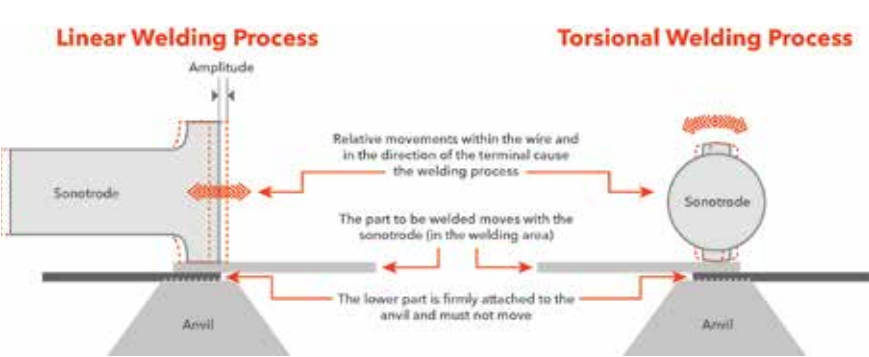 Linear Welding Process
Torsional Welding Process
Amplitude
Relative movements within the wire and
in the direction of the terminal cause
the welding process
Sonotrode
Sonotrode
The part to be welded moves with the
sonotrode (in the welding area)
The lower part is firmly attached to the
anvil and must not move
Anvil
Anvil